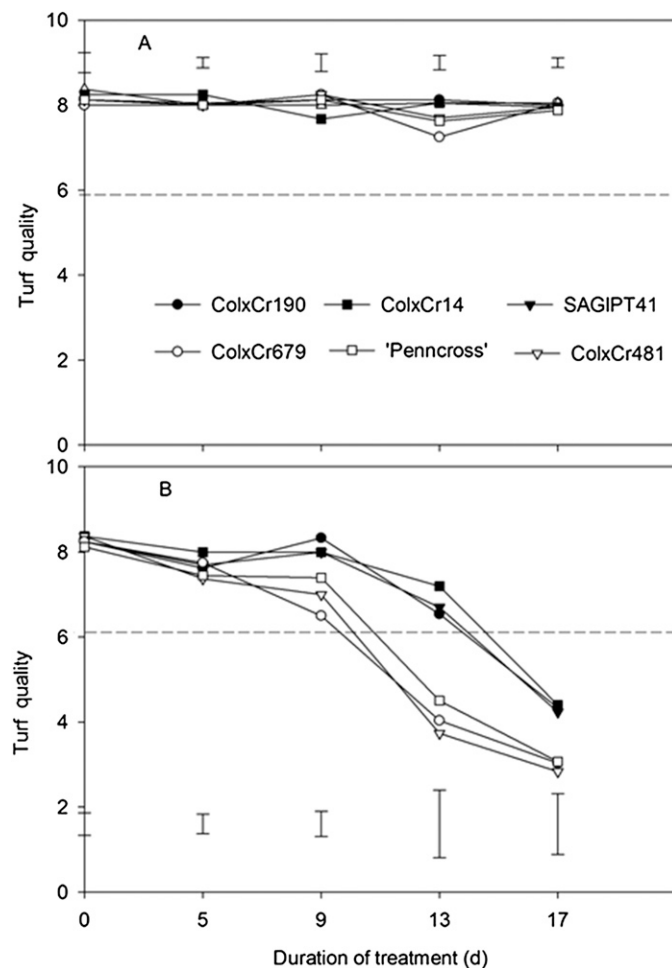 10
A
8
6
4
2
0
Turf quality
ColxCr190 ColxCr14 SAGIPT41
ColxCr679 'Penncross' ColxCr481
10
B
8
6
4
2
0
Turf quality
0 5 9 13 17
Duration of treatment (d)